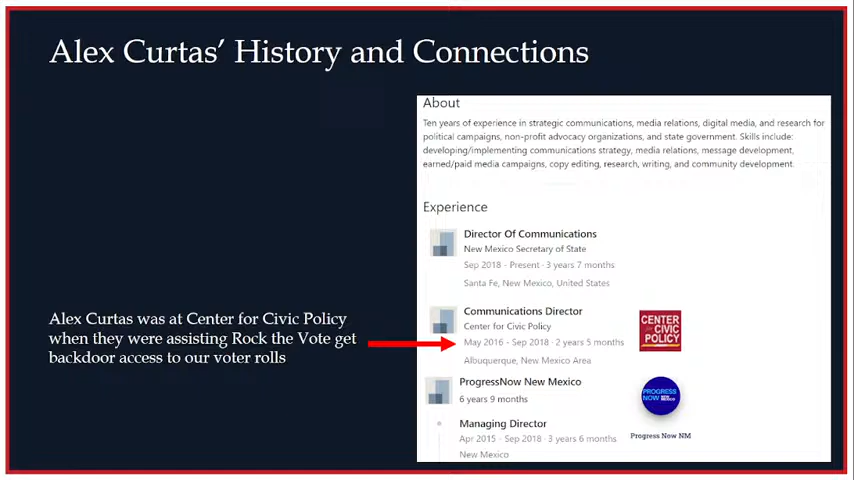 Alex Curtas' History and Connections
About
Ten years of experience in strategic communications, media relations, digital media, and research for
political campaigns, non-profit advocacy organizations, and state government. Skills include:
developing/implementing communications strategy, media relations, message development,
earned/paid media campaigns, copy editing, research, writing, and community development.
Experience
Director Of Communications
New Mexico Secretary of State
Sep 2018 - Present · 3 years 7 months
Santa Fe, New Mexico, United States
Alex Curtas was at Center for Civic Policy
when they were assisting Rock the Vote get
backdoor access to our voter rolls
Communications Director
Center for Civic Policy
May 2016 - Sep 2018 · 2 years 5 months
Albuquerque, New Mexico Area
CENTER
for CIVIC
POLICY
ProgressNow New Mexico
6 years 9 months
Managing Director
Apr 2015 - Sep 2018 · 3 years 6 months
New Mexico
PROGRESS
NOW NEW MEXICO
Progress Now NM